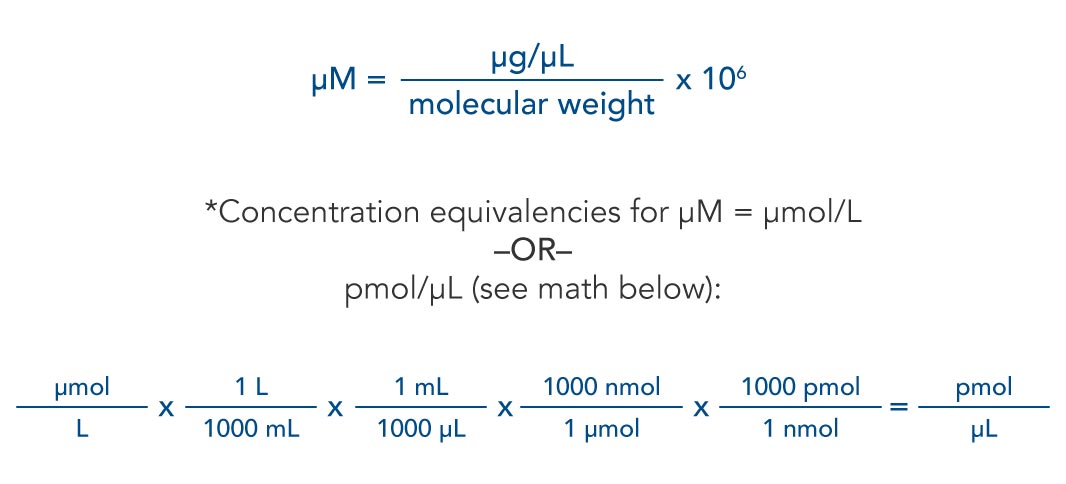 µM = µg/µL / molecular weight x 10⁶
*Concentration equivalencies for µM = µmol/L
–OR–
pmol/µL (see math below):
µmol / L x 1 L / 1000 mL x 1 mL / 1000 µL x 1000 nmol / 1 µmol x 1000 pmol / 1 nmol = pmol / µL